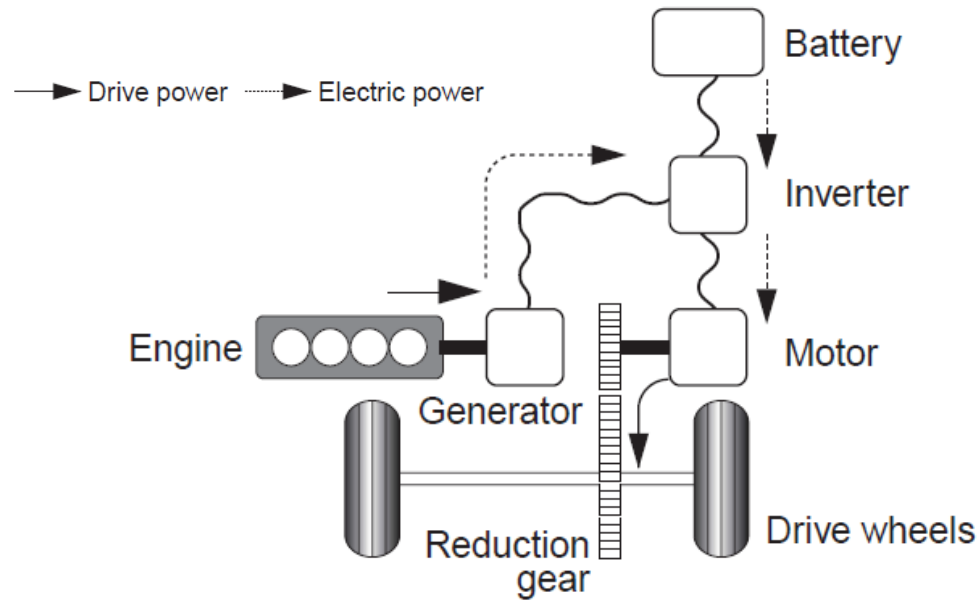 Battery
Drive power
Electric power
Inverter
Engine
Motor
Generator
Reduction
gear
Drive wheels